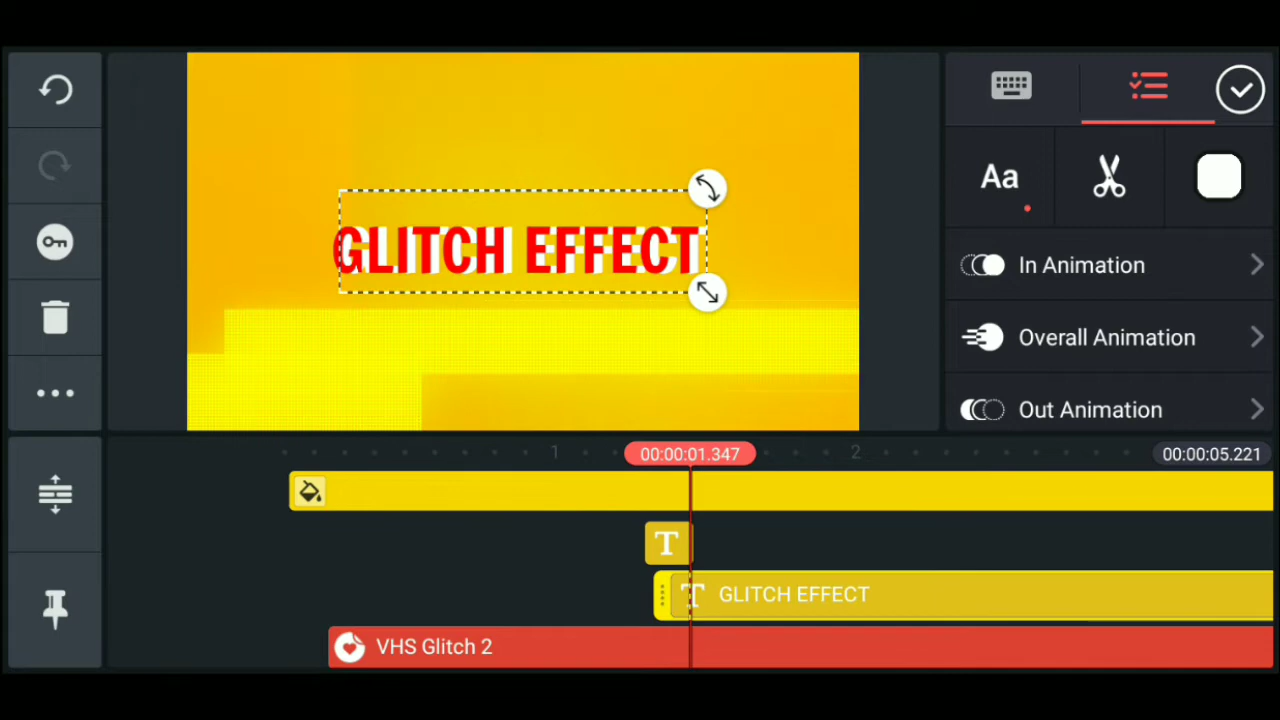 GLITCH EFFECT
Aa
In Animation
Overall Animation
Out Animation
1
00:00:01.347
2
00:00:05.221
T
T GLITCH EFFECT
VHS Glitch 2